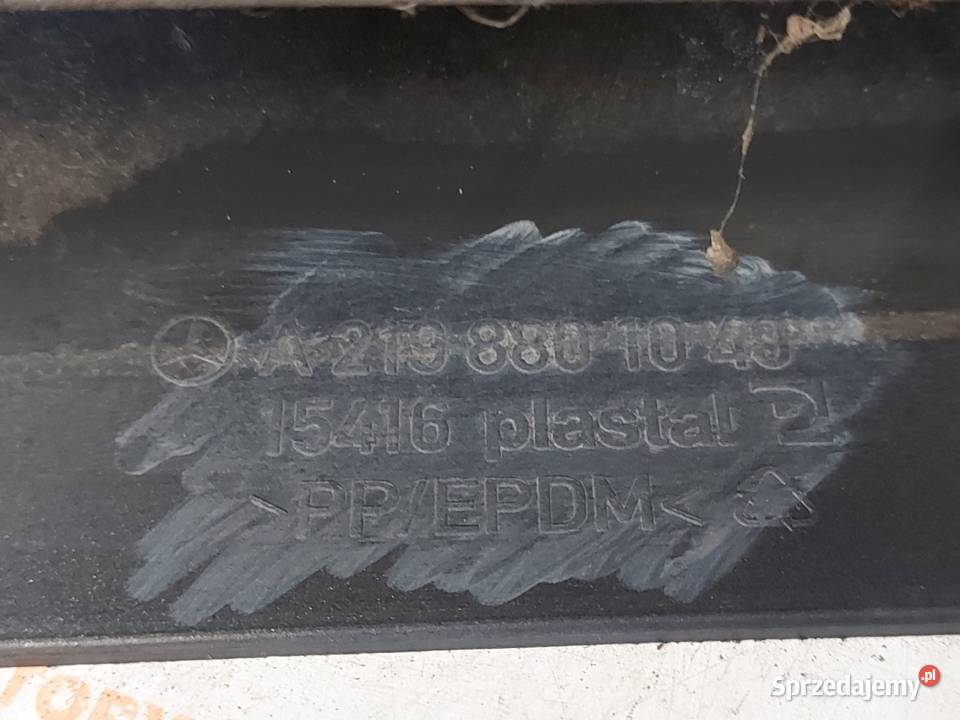 A 219 880 10 40
15416 plastal
>PP/EPDM<
Sprzedajemy.pl